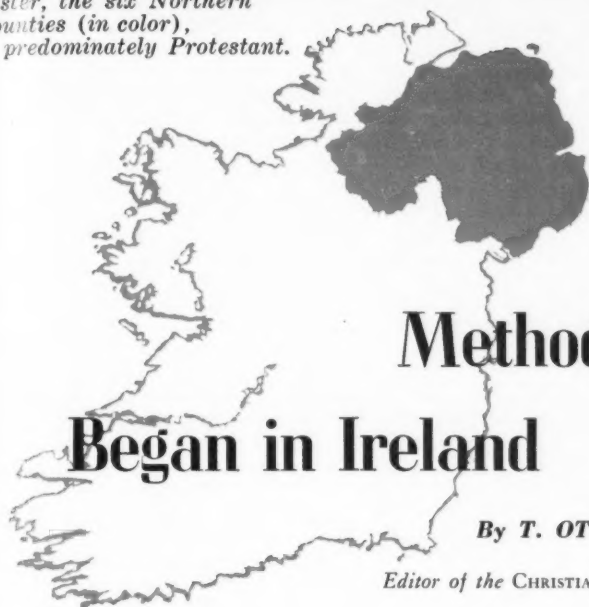 ster, the six Northern
ounties (in color),
predominately Protestant.
Metho
Began in Ireland
By T. OT
Editor of the CHRISTIA